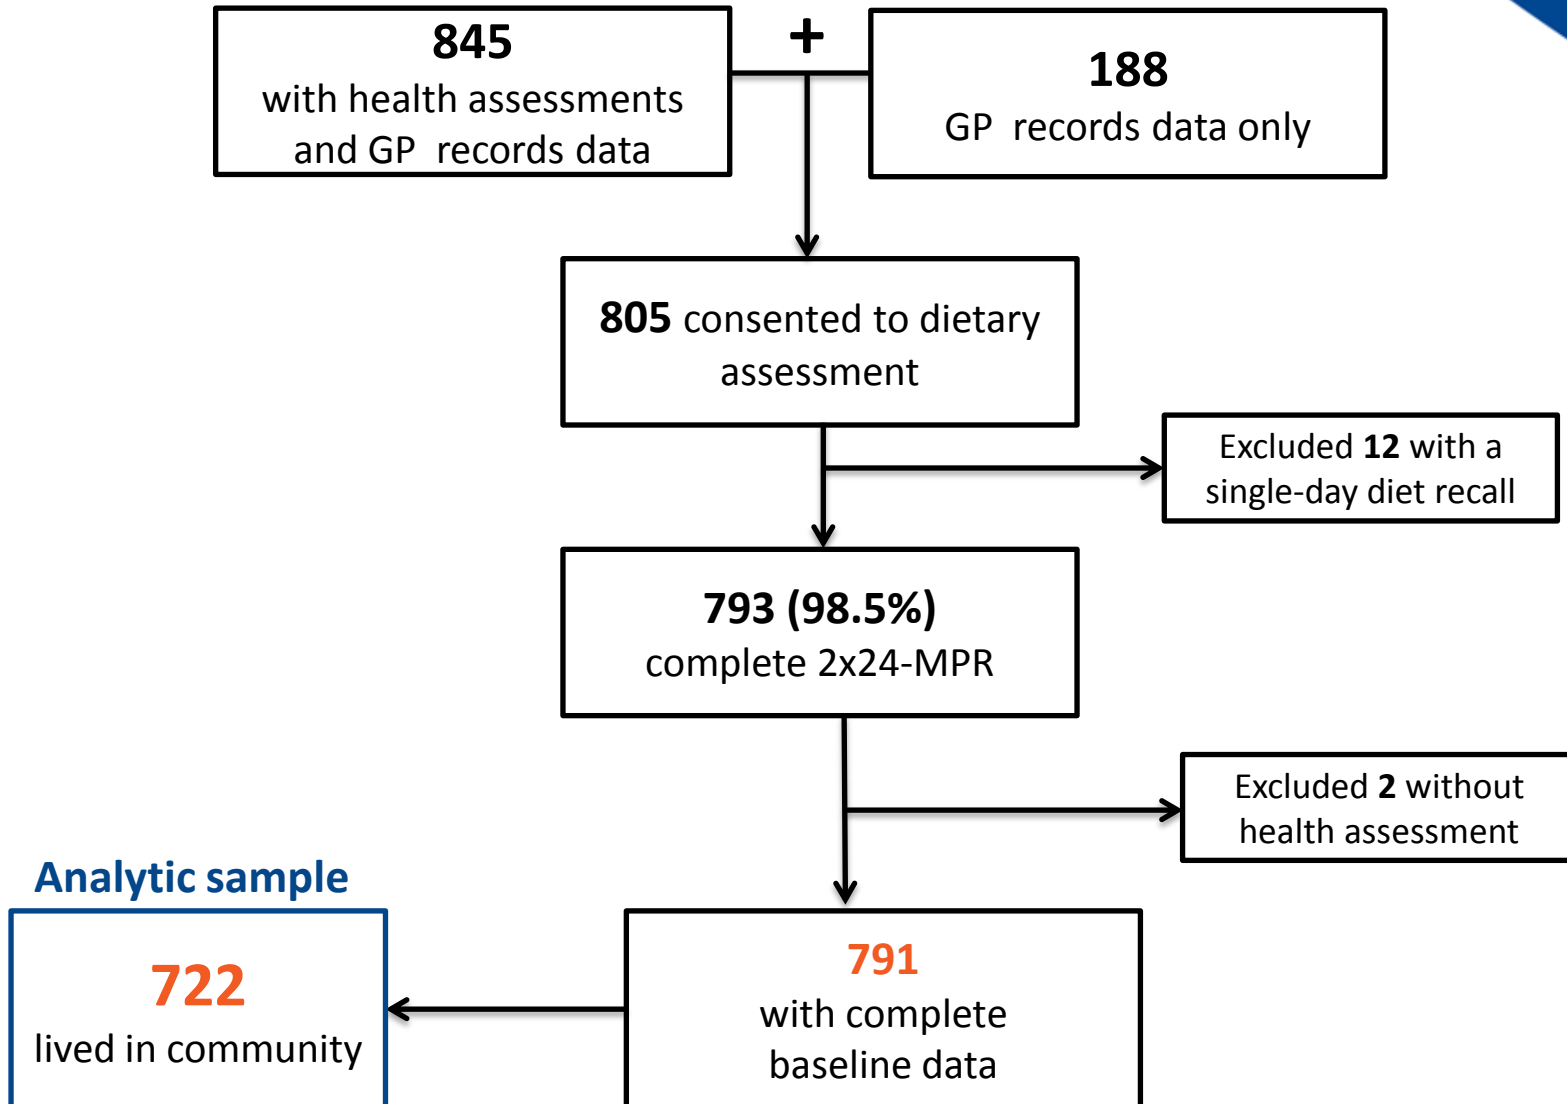 845
with health assessments
and GP records data
+
188
GP records data only
805 consented to dietary
assessment
Excluded 12 with a
single-day diet recall
793 (98.5%)
complete 2x24-MPR
Excluded 2 without
health assessment
Analytic sample
722
lived in community
791
with complete
baseline data